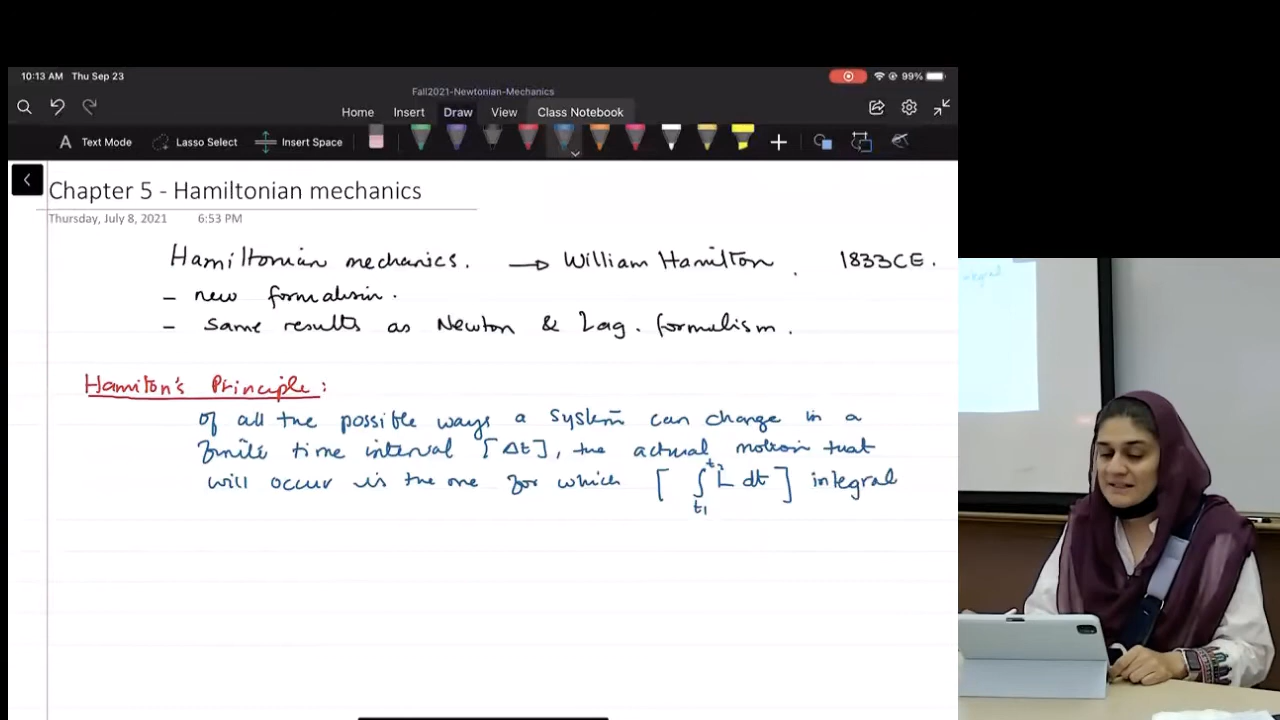 10:13 AM Thu Sep 23
99%
Fall2021-Newtonian-Mechanics
Home Insert Draw View Class Notebook
A Text Mode Lasso Select Insert Space
Chapter 5 - Hamiltonian mechanics
Thursday, July 8, 2021 6:53 PM
Hamiltonian mechanics. → William Hamilton. 1833CE.
- new formalism.
- Same results as Newton & Lag. formulism.
Hamilton's Principle:
of all the possible ways a system can change in a
finite time interval [Δt], the actual motion that
will occur is the one for which [∫t₁^t₂ L dt] integral